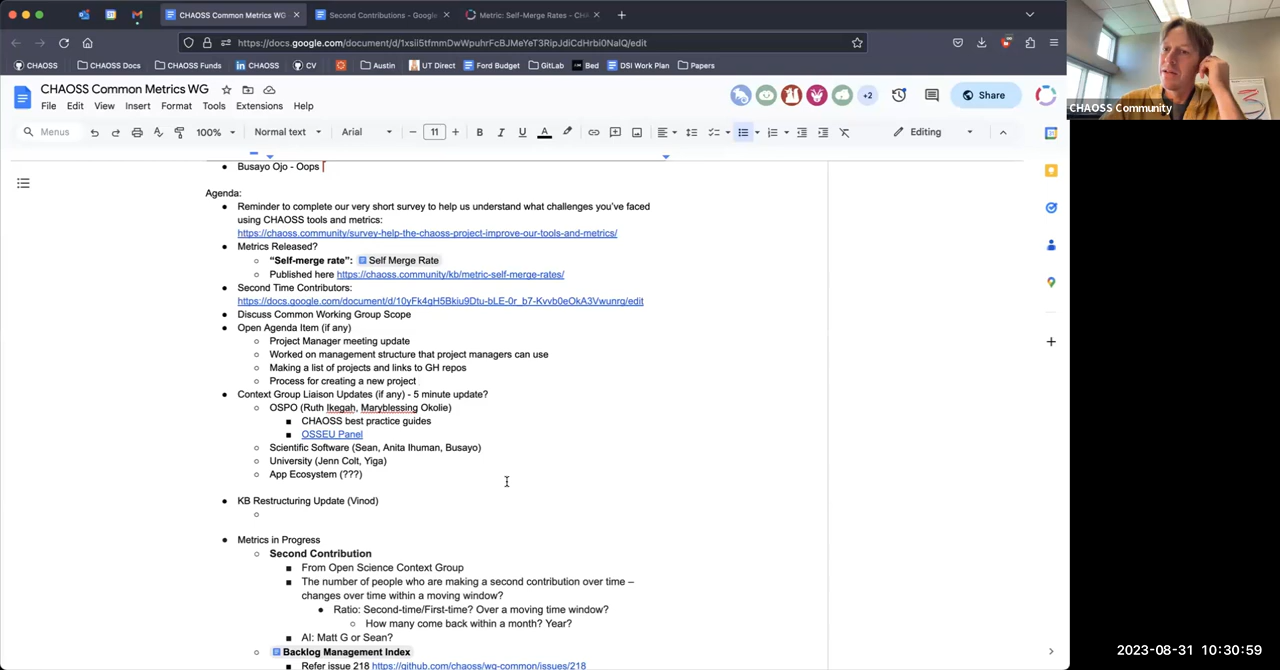 CHAOSS Common Metrics WG
Second Contributions - Google
Metric: Self-Merge Rates - CHA
https://docs.google.com/document/d/1xsiI5tfmmDwWpuhrFcBJMeYeT3RipJdiCdHrbi0NalQ/edit
CHAOSS
CHAOSS Docs
CHAOSS Funds
CHAOSS
CV
Austin
UT Direct
Ford Budget
GitLab
Bed
DSI Work Plan
Papers
CHAOSS Common Metrics WG
File Edit View Insert Format Tools Extensions Help
+2
Share
CHAOSS Community
Menus
100%
Normal text
Arial
11
Editing
Busayo Ojo - Oops
Agenda:
Reminder to complete our very short survey to help us understand what challenges you've faced
using CHAOSS tools and metrics:
https://chaoss.community/survey-help-the-chaoss-project-improve-our-tools-and-metrics/
Metrics Released?
"Self-merge rate": Self Merge Rate
Published here https://chaoss.community/kb/metric-self-merge-rates/
Second Time Contributors:
https://docs.google.com/document/d/10yFk4gH5Bkiu9Dtu-bLE-0r_b7-Kvvb0eOkA3Vwunrg/edit
Discuss Common Working Group Scope
Open Agenda Item (if any)
Project Manager meeting update
Worked on management structure that project managers can use
Making a list of projects and links to GH repos
Process for creating a new project
Context Group Liaison Updates (if any) - 5 minute update?
OSPO (Ruth Ikegah, Maryblessing Okolie)
CHAOSS best practice guides
OSSEU Panel
Scientific Software (Sean, Anita Ihuman, Busayo)
University (Jenn Colt, Yiga)
App Ecosystem (???)
KB Restructuring Update (Vinod)
Metrics in Progress
Second Contribution
From Open Science Context Group
The number of people who are making a second contribution over time –
changes over time within a moving window?
Ratio: Second-time/First-time? Over a moving time window?
How many come back within a month? Year?
AI: Matt G or Sean?
Backlog Management Index
Refer issue 218 https://github.com/chaoss/wg-common/issues/218
2023-08-31 10:30:59